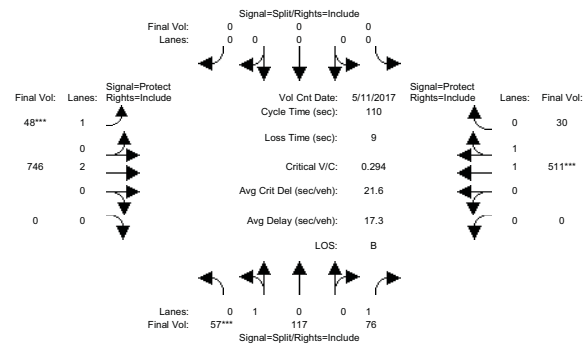 Signal=Split/Rights=Include
Final Vol: 0 0 0
Lanes: 0 0 0 0 0
Signal=Protect
Final Vol: Lanes: Rights=Include
Vol Cnt Date: 5/11/2017
Signal=Protect
Rights=Include Lanes: Final Vol:
Cycle Time (sec): 110
48*** 1
0 30
Loss Time (sec): 9
0
1
746 2
Critical V/C: 0.294
1 511***
0
Avg Crit Del (sec/veh): 21.6
0
0 0
Avg Delay (sec/veh): 17.3
0 0
LOS: B
Lanes: 0 1 0 0 1
Final Vol: 57*** 117 76
Signal=Split/Rights=Include